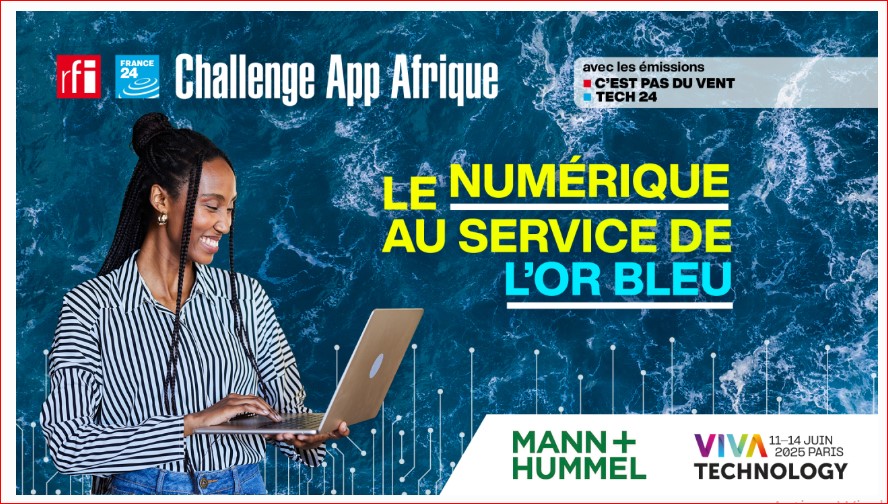 rfi FRANCE 24 Challenge App Afrique
avec les émissions
C'EST PAS DU VENT
TECH 24
LE NUMÉRIQUE
AU SERVICE DE
L'OR BLEU
MANN+
HUMMEL
VIVA TECHNOLOGY
11–14 JUIN
2025 PARIS